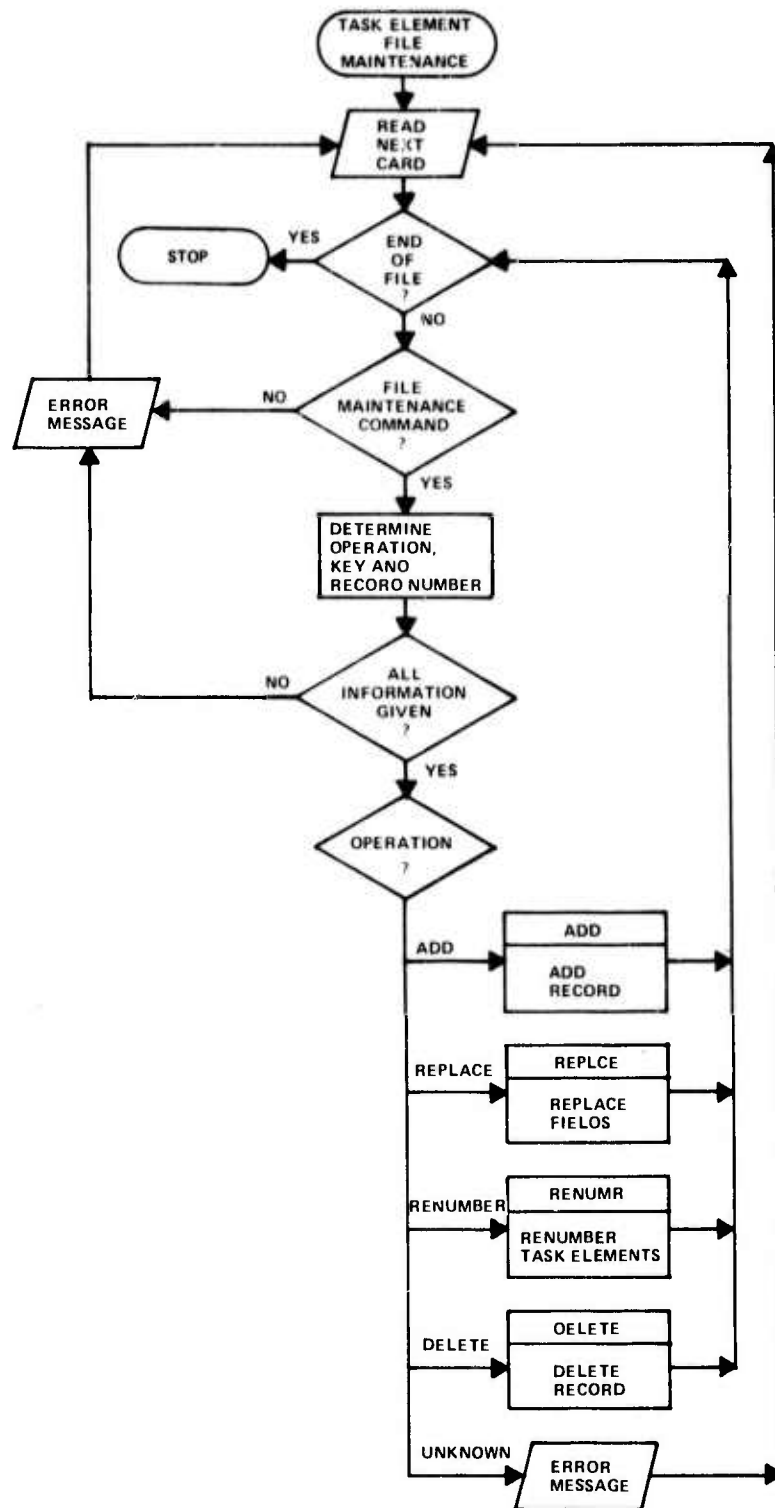 TASK ELEMENT
FILE
MAINTENANCE
READ
NEXT
CARD
YES
STOP
END
OF
FILE
?
NO
NO
FILE
MAINTENANCE
COMMAND
?
ERROR
MESSAGE
YES
DETERMINE
OPERATION,
KEY AND
RECORO NUMBER
NO
ALL
INFORMATION
GIVEN
?
YES
OPERATION
?
ADD
ADD
ADD
RECORD
REPLACE
REPLCE
REPLACE
FIELOS
RENUMBER
RENUMR
RENUMBER
TASK ELEMENTS
DELETE
OELETE
DELETE
RECORD
UNKNOWN
ERROR
MESSAGE